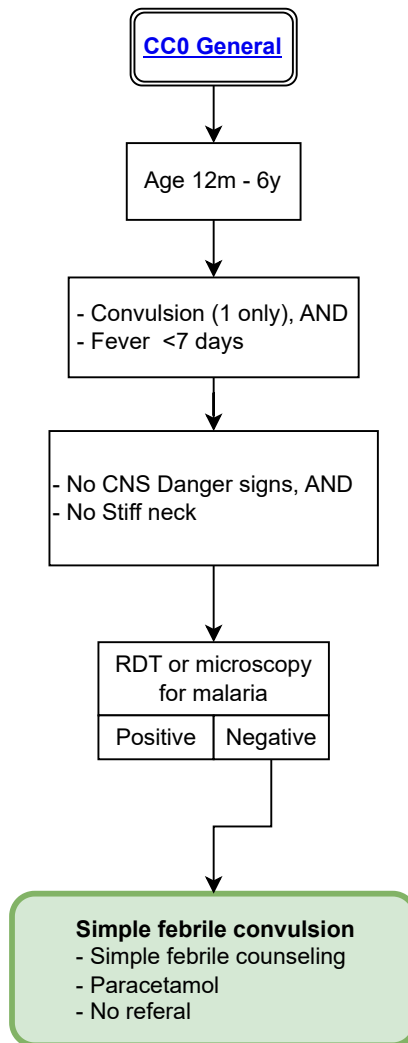 CC0 General
Age 12m - 6y
- Convulsion (1 only), AND
- Fever  <7 days
- No CNS Danger signs, AND
- No Stiff neck
RDT or microscopy
for malaria
Positive
Negative
Simple febrile convulsion
- Simple febrile counseling
- Paracetamol
- No referal